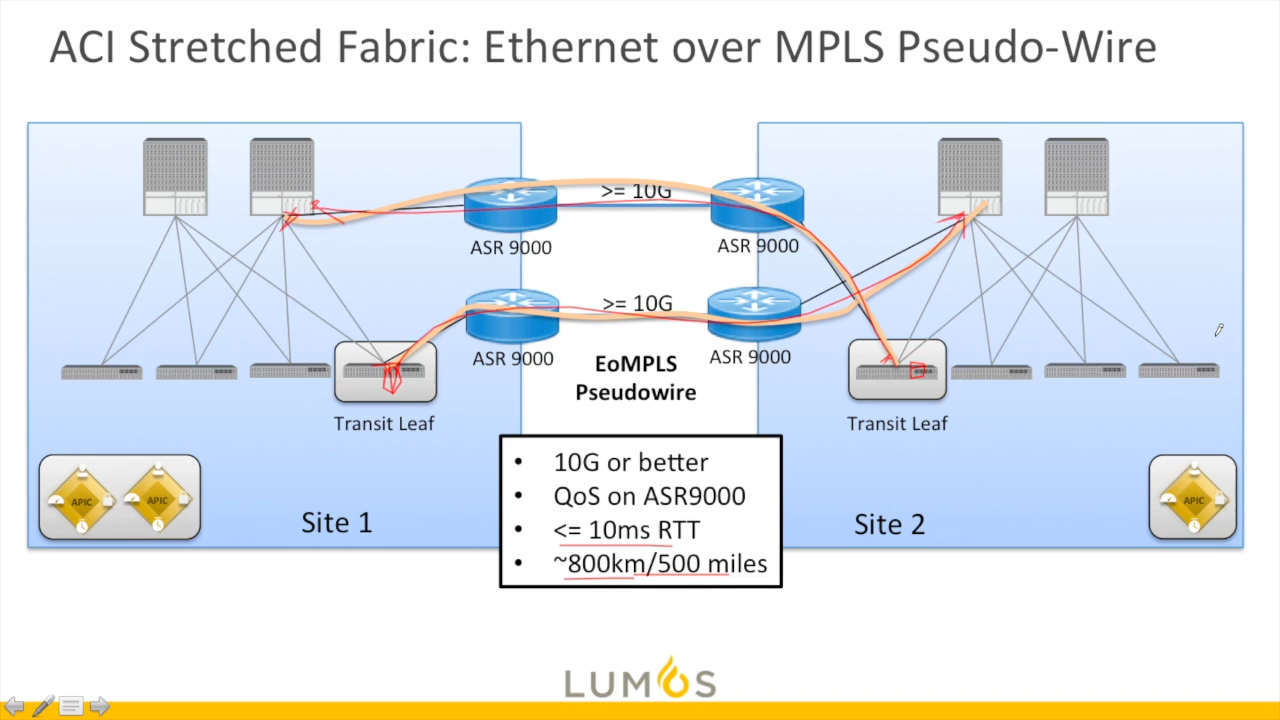 ACI Stretched Fabric: Ethernet over MPLS Pseudo-Wire
>= 10G
ASR 9000
ASR 9000
>= 10G
ASR 9000
ASR 9000
EoMPLS
Pseudowire
Transit Leaf
Transit Leaf
• 10G or better
• QoS on ASR9000
• <= 10ms RTT
• ~800km/500 miles
APIC
APIC
Site 1
Site 2
APIC
LUMOS